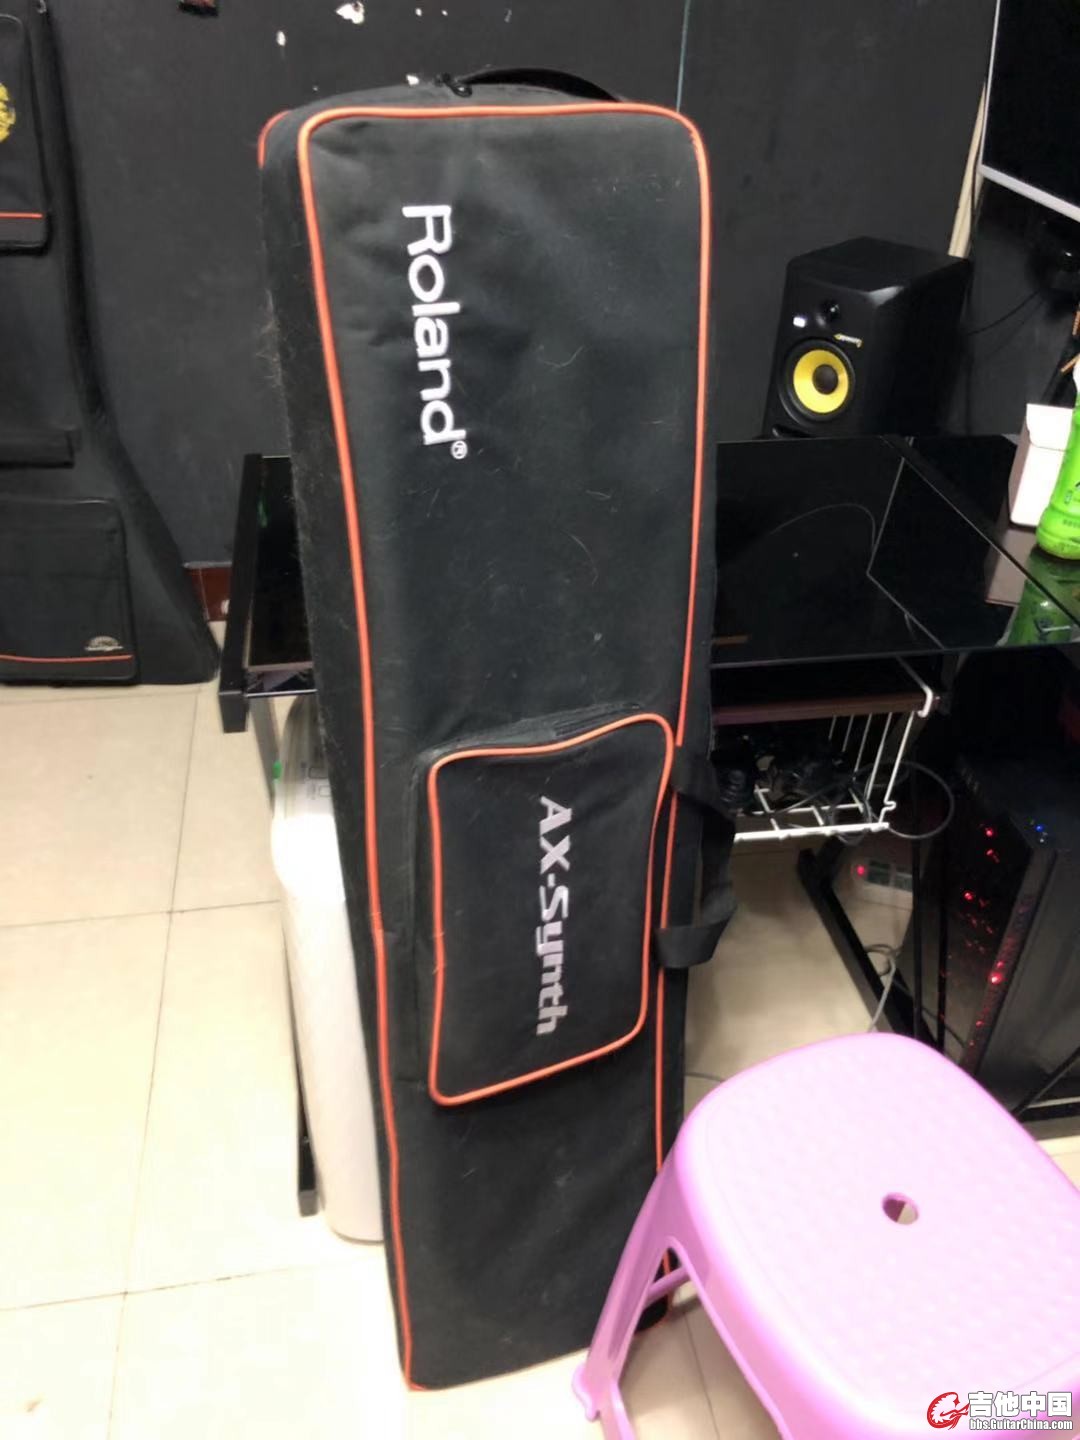 Roland®
AX-Synth
吉他中国
bbs.GuitarChina.com